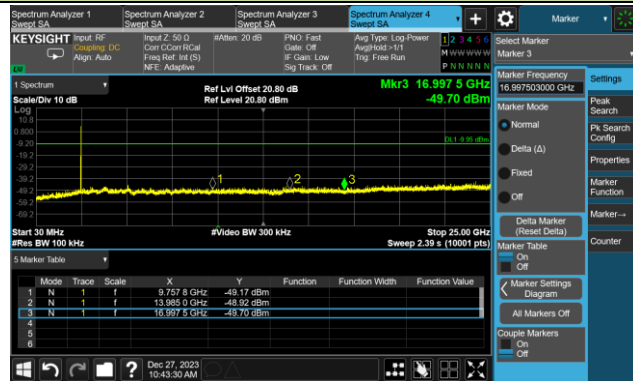 Spectrum Analyzer 1
Swept SA
Spectrum Analyzer 2
Swept SA
Spectrum Analyzer 3
Swept SA
Spectrum Analyzer 4
Swept SA
Marker
KEYSIGHT
Input: RF
Coupling: DC
Align: Auto
Input Z: 50 Ω
Corr CCorr RCal
Freq Ref: Int (S)
NFE: Adaptive
#Atten: 20 dB
PNO: Fast
Gate: Off
IF Gain: Low
Sig Track: Off
Avg Type: Log-Power
Avg|Hold:>1/1
Trig: Free Run
1 2 3 4 5 6
M W W W W W
P N N N N N
LNI
1 Spectrum
Scale/Div 10 dB
Log
Ref Lvl Offset 20.80 dB
Ref Level 20.80 dBm
Mkr3 16.997 5 GHz
-49.70 dBm
10.8
0.800
-9.20
-19.2
-29.2
-39.2
-49.2
-59.2
-69.2
DL1 -9.95 dBm
1
2
3
Start 30 MHz
#Res BW 100 kHz
#Video BW 300 kHz
Stop 25.00 GHz
Sweep 2.39 s (10001 pts)
5 Marker Table
Mode Trace Scale X Y Function Function Width Function Value
1 N 1 f 9.757 8 GHz -49.17 dBm
2 N 1 f 13.985 0 GHz -48.92 dBm
3 N 1 f 16.997 5 GHz -49.70 dBm
4
5
6
Dec 27, 2023
10:43:30 AM
Select Marker
Marker 3
Marker Frequency
16.997503000 GHz
Marker Mode
Normal
Delta (Δ)
Fixed
Off
Delta Marker
(Reset Delta)
Marker Table
On
Off
Marker Settings
Diagram
All Markers Off
Couple Markers
On
Off
Settings
Peak
Search
Pk Search
Config
Properties
Marker
Function
Marker→
Counter